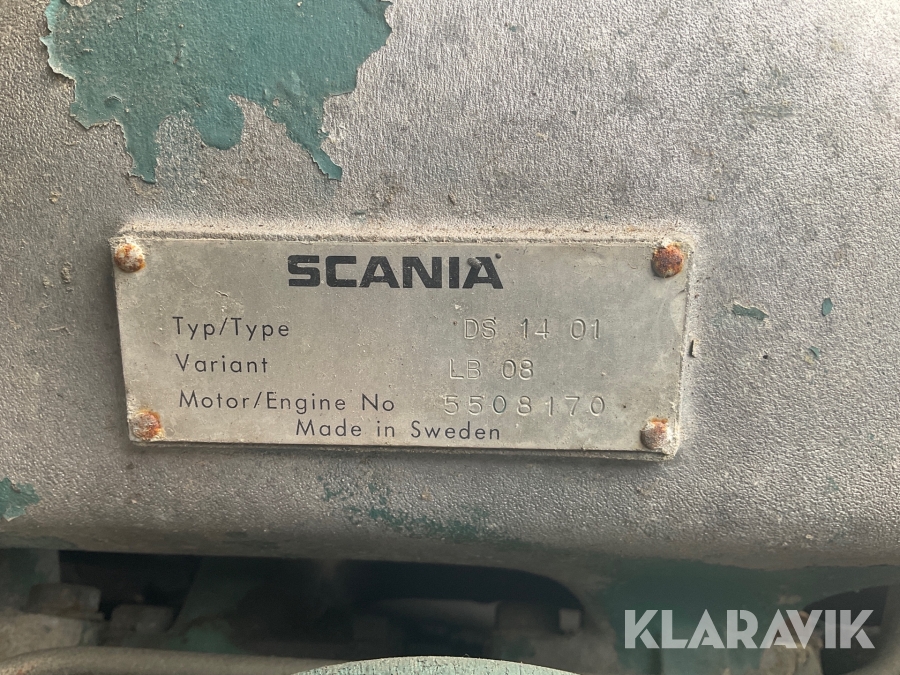 SCANIA
Typ/Type DS 14 01
Variant LB 08
Motor/Engine No 5508170
Made in Sweden
KLARAVIK